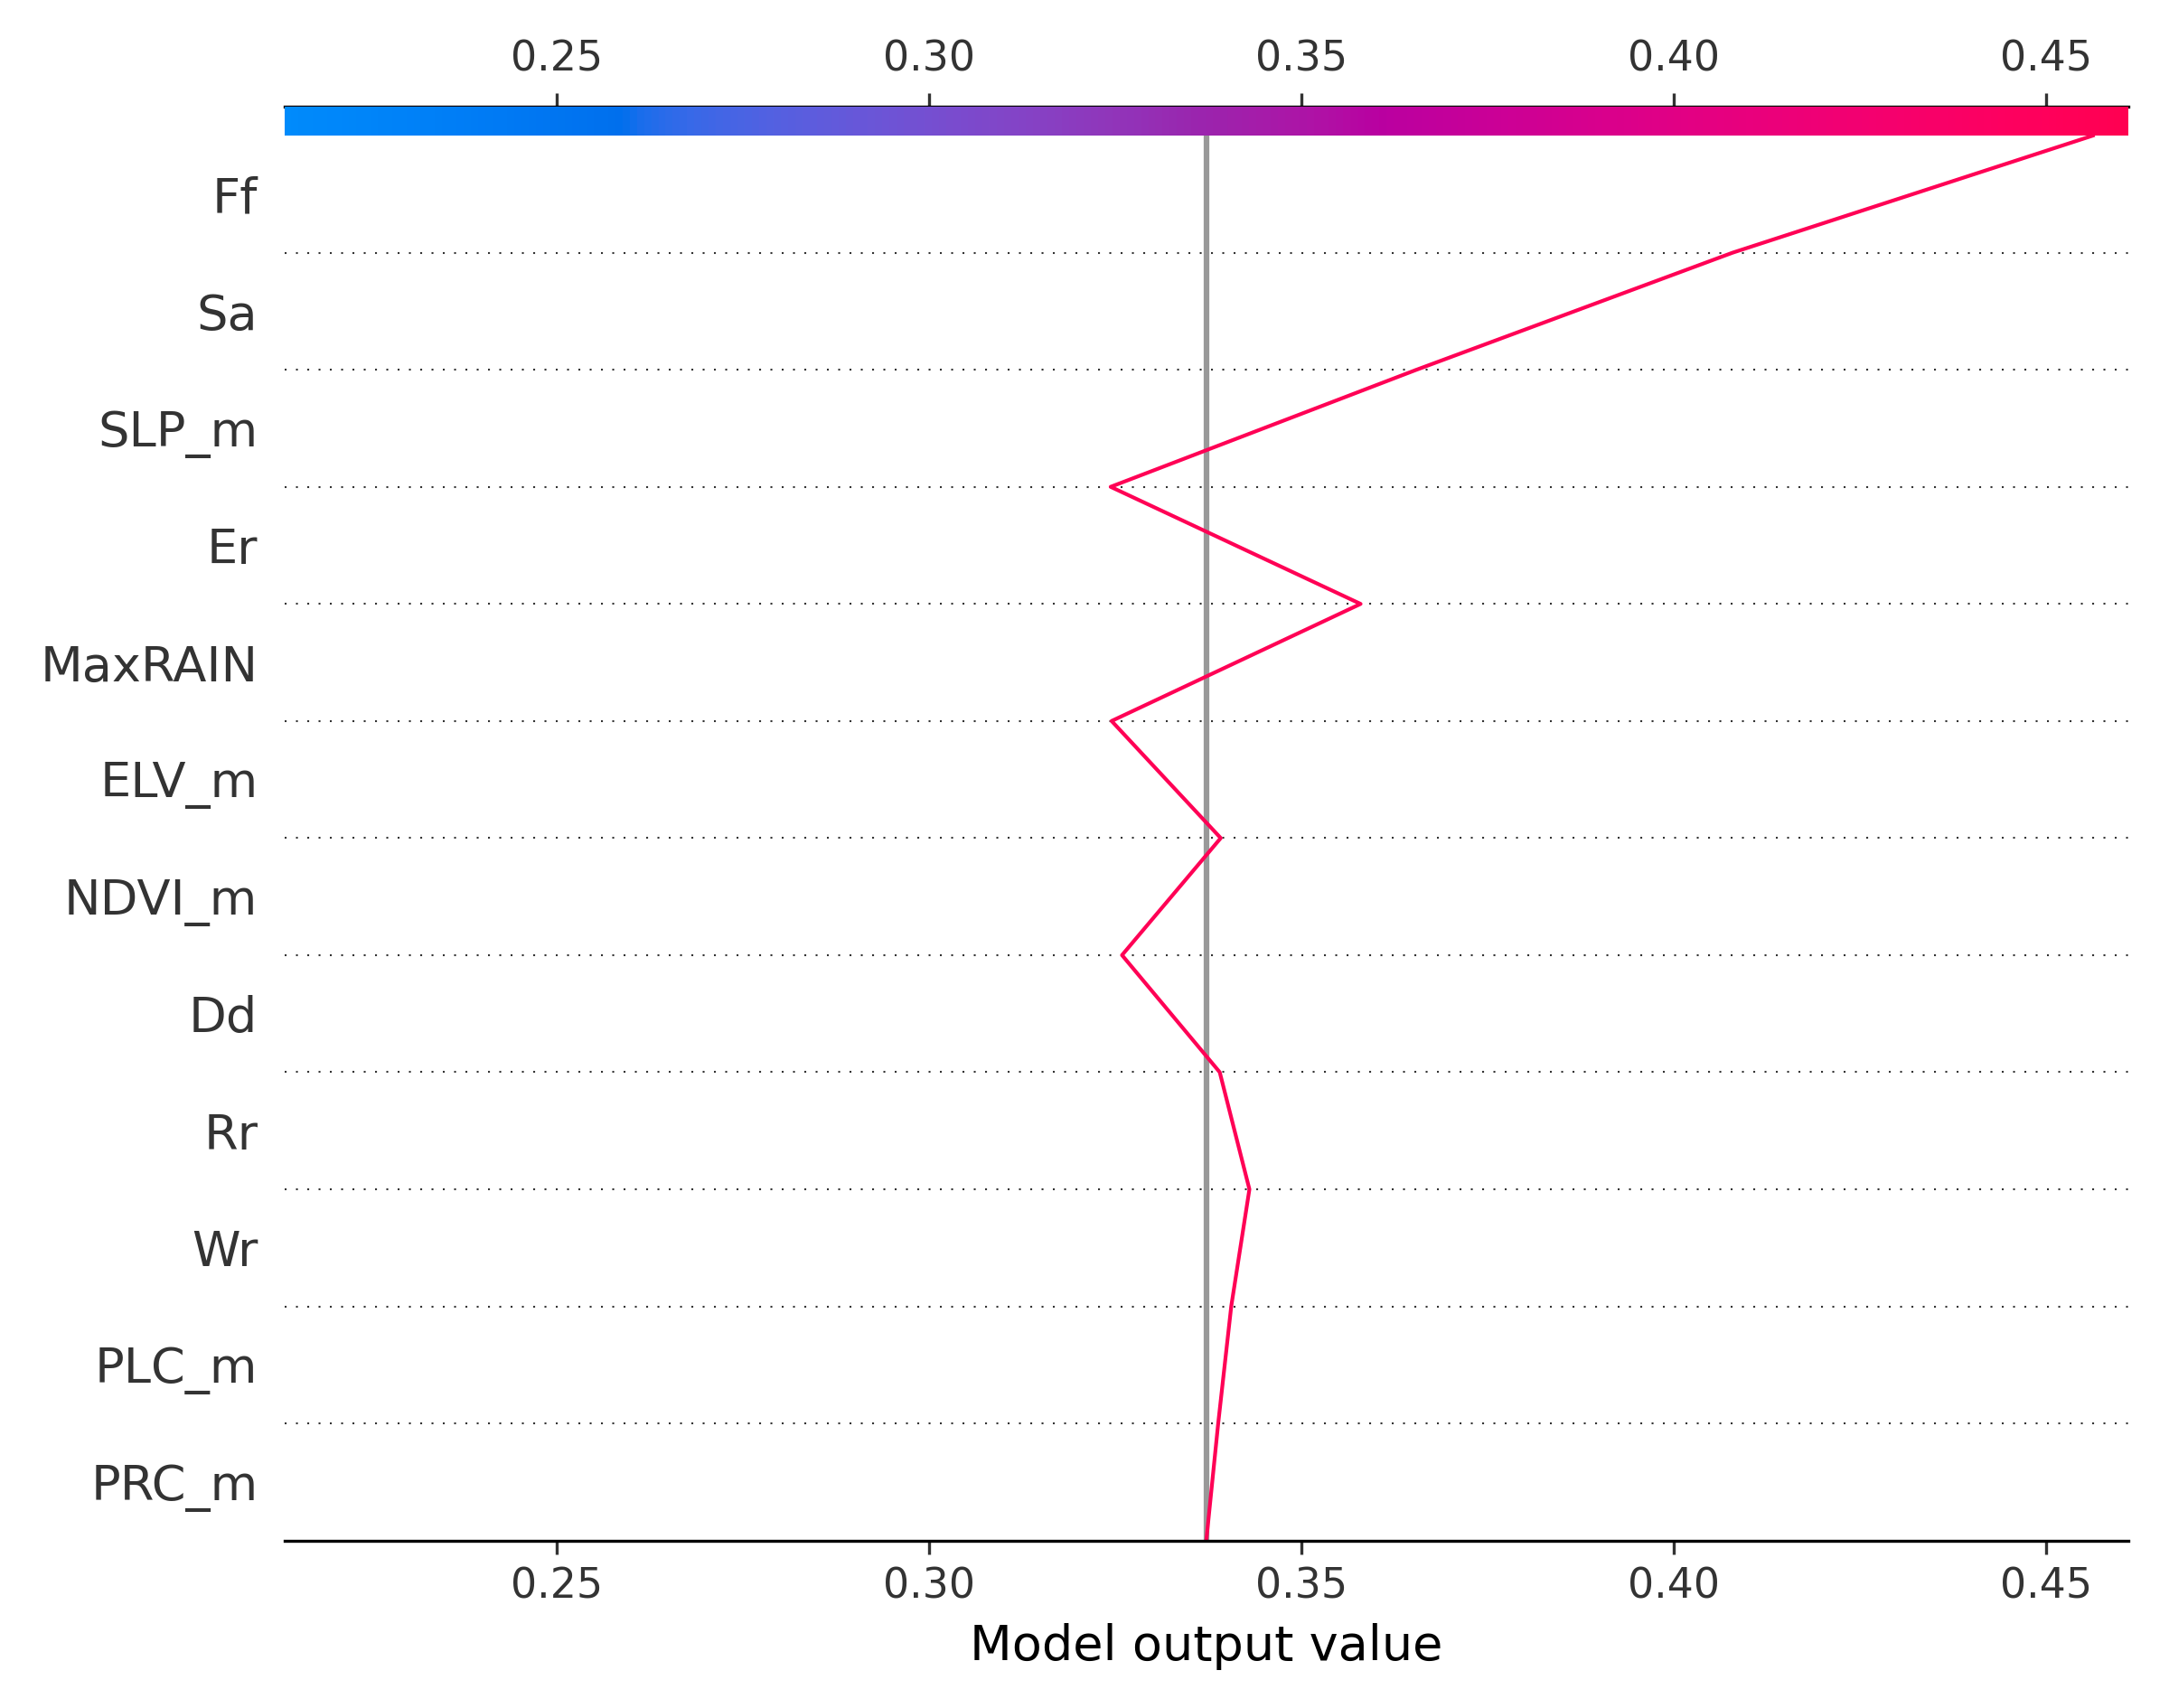 0.25 0.30 0.35 0.40 0.45
Ff
Sa
SLP_m
Er
MaxRAIN
ELV_m
NDVI_m
Dd
Rr
Wr
PLC_m
PRC_m
0.25 0.30 0.35 0.40 0.45
Model output value